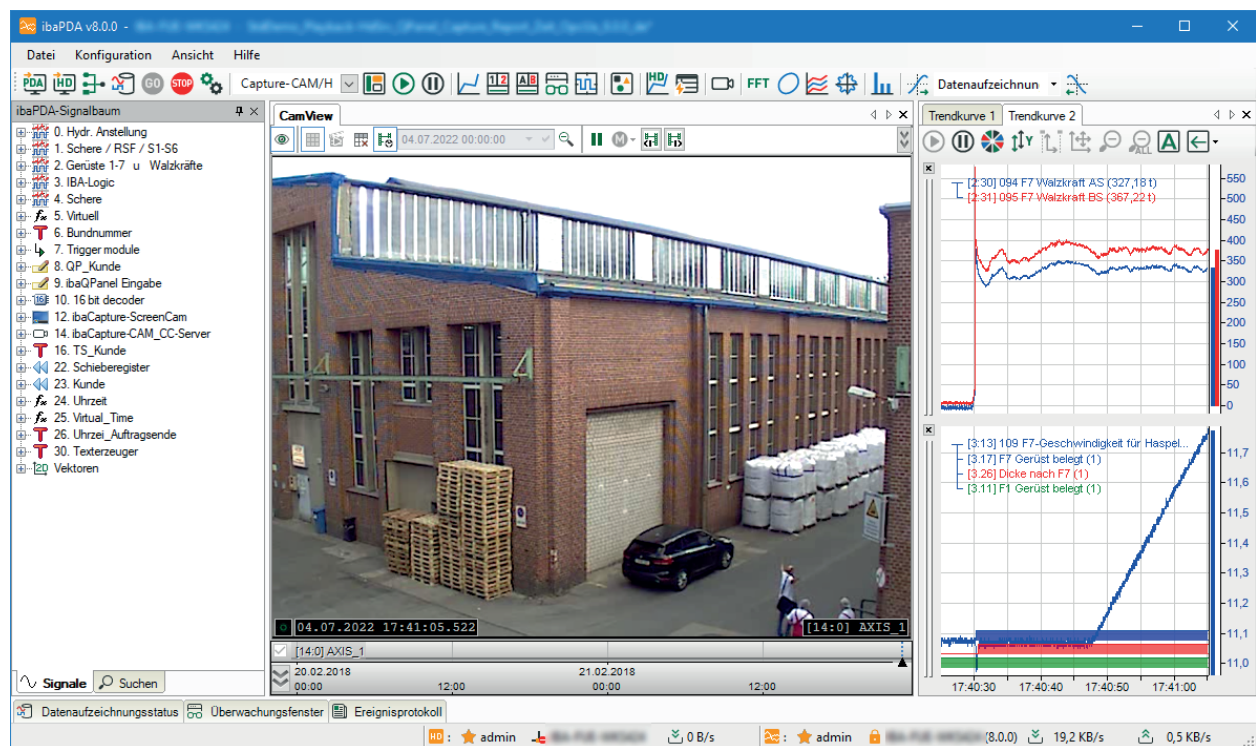 ibaPDA v8.0.0 -
Datei Konfiguration Ansicht Hilfe
PDA HD GO STOP Capture-CAM/H HD FFT Datenaufzeichnun
ibaPDA-Signalbaum
0. Hydr. Anstellung
1. Schere / RSF / S1-S6
2. Gerüste 1-7 u Walzkräfte
3. IBA-Logic
4. Schere
5. Virtuell
6. Bundnummer
7. Trigger module
8. QP_Kunde
9. ibaQPanel Eingabe
10. 16 bit decoder
12. ibaCapture-ScreenCam
14. ibaCapture-CAM_CC-Server
16. TS_Kunde
22. Schieberegister
23. Kunde
24. Uhrzeit
25. Virtual_Time
26. Uhrzei_Auftragsende
30. Texterzeuger
Vektoren
Signale Suchen
CamView
04.07.2022 00:00:00
4 4
04.07.2022 17:41:05.522 [14:0] AXIS_1
[14:0] AXIS_1
20.02.2018 21.02.2018
00:00 12:00 00:00 12:00
Trendkurve 1 Trendkurve 2
ALL A
[2:30] 094 F7 Walzkraft AS (327,18 t)
[2:31] 095 F7 Walzkraft BS (367,22 t)
550
500
450
400
350
300
250
200
150
100
50
0
[3:13] 109 F7-Geschwindigkeit für Haspel...
[3.17] F7 Gerüst belegt (1)
[3.26] Dicke nach F7 (1)
[3.11] F1 Gerüst belegt (1)
11,7
11,6
11,5
11,4
11,3
11,2
11,1
11,0
17:40:30 17:40:40 17:40:50 17:41:00
Datenaufzeichnungsstatus Überwachungsfenster Ereignisprotokoll
HD : admin 0 B/s : admin (8.0.0) 19,2 KB/s 0,5 KB/s